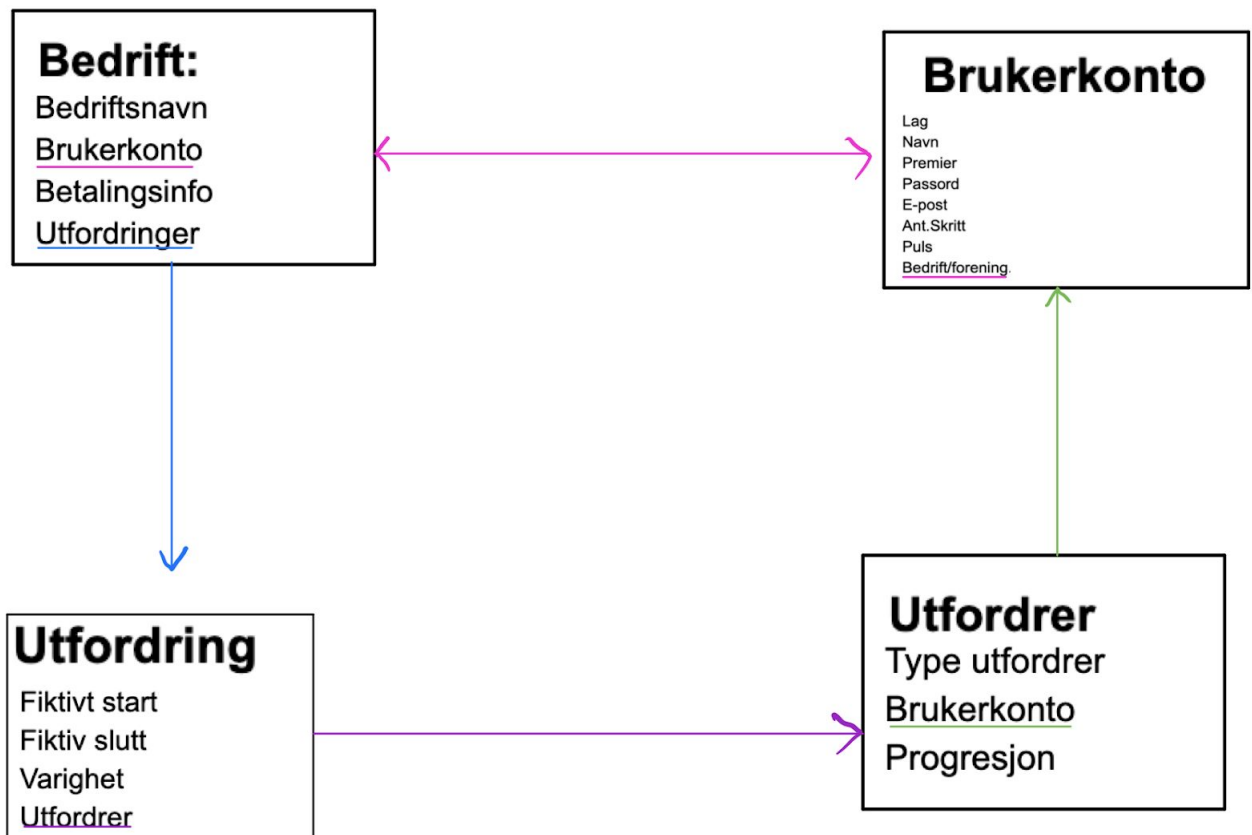 Bedrift:
Bedriftsnavn
Brukerkonto
Betalingsinfo
Utfordringer
Brukerkonto
Lag
Navn
Premier
Passord
E-post
Ant.Skritt
Puls
Bedrift/forening.
Utfordring
Fiktivt start
Fiktiv slutt
Varighet
Utfordrer
Utfordrer
Type utfordrer
Brukerkonto
Progresjon